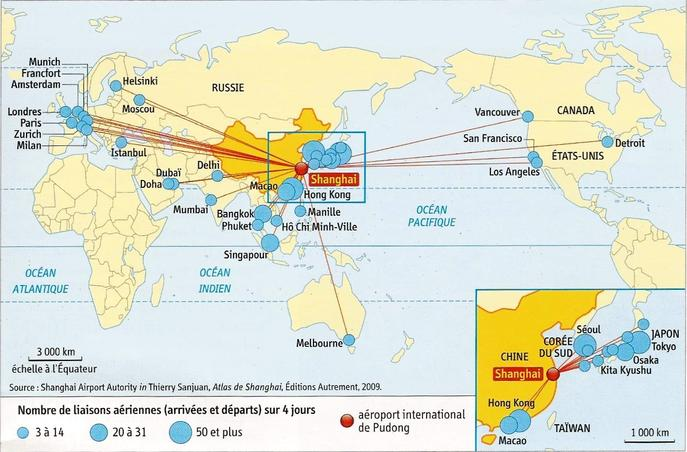 Munich
Francfort
Amsterdam
Londres
Paris
Zurich
Milan
Helsinki
Moscou
Istanbul
RUSSIE
Delhi
Dubaï
Doha
Mumbai
Macao
Shanghai
Hong Kong
Bangkok
Manille
Phuket
Hô Chi Minh-Ville
Singapour
Melbourne
Vancouver
CANADA
San Francisco
Detroit
ÉTATS-UNIS
Los Angeles
OCÉAN
PACIFIQUE
OCÉAN
ATLANTIQUE
OCÉAN
INDIEN
3 000 km
échelle à l'Équateur
Source : Shanghai Airport Autority in Thierry Sanjuan, Atlas de Shanghai, Éditions Autrement, 2009.
Séoul
JAPON
CORÉE
DU SUD
Tokyo
CHINE
Osaka
Shanghai
Kita Kyushu
Hong Kong
TAÏWAN
Macao
1 000 km
Nombre de liaisons aériennes (arrivées et départs) sur 4 jours
3 à 14
20 à 31
50 et plus
aéroport international
de Pudong